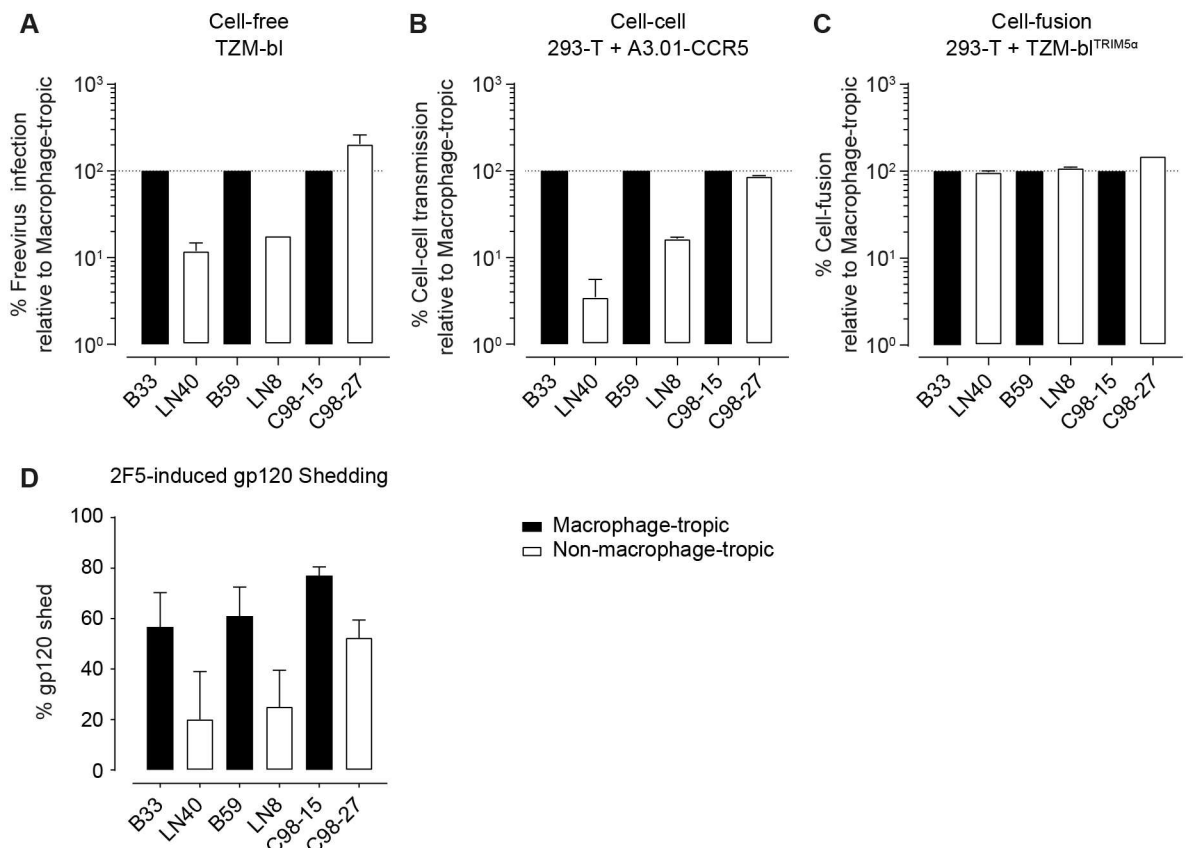 A
Cell-free
TZM-bl
% Freevirus infection
relative to Macrophage-tropic
10³
10²
10¹
10⁰
B33
LN40
B59
LN8
C98-15
C98-27
B
Cell-cell
293-T + A3.01-CCR5
% Cell-cell transmission
relative to Macrophage-tropic
10³
10²
10¹
10⁰
B33
LN40
B59
LN8
C98-15
C98-27
C
Cell-fusion
293-T + TZM-blTRIM5α
% Cell-fusion
relative to Macrophage-tropic
10³
10²
10¹
10⁰
B33
LN40
B59
LN8
C98-15
C98-27
D
2F5-induced gp120 Shedding
% gp120 shed
100
80
60
40
20
0
B33
LN40
B59
LN8
C98-15
C98-27
Macrophage-tropic
Non-macrophage-tropic